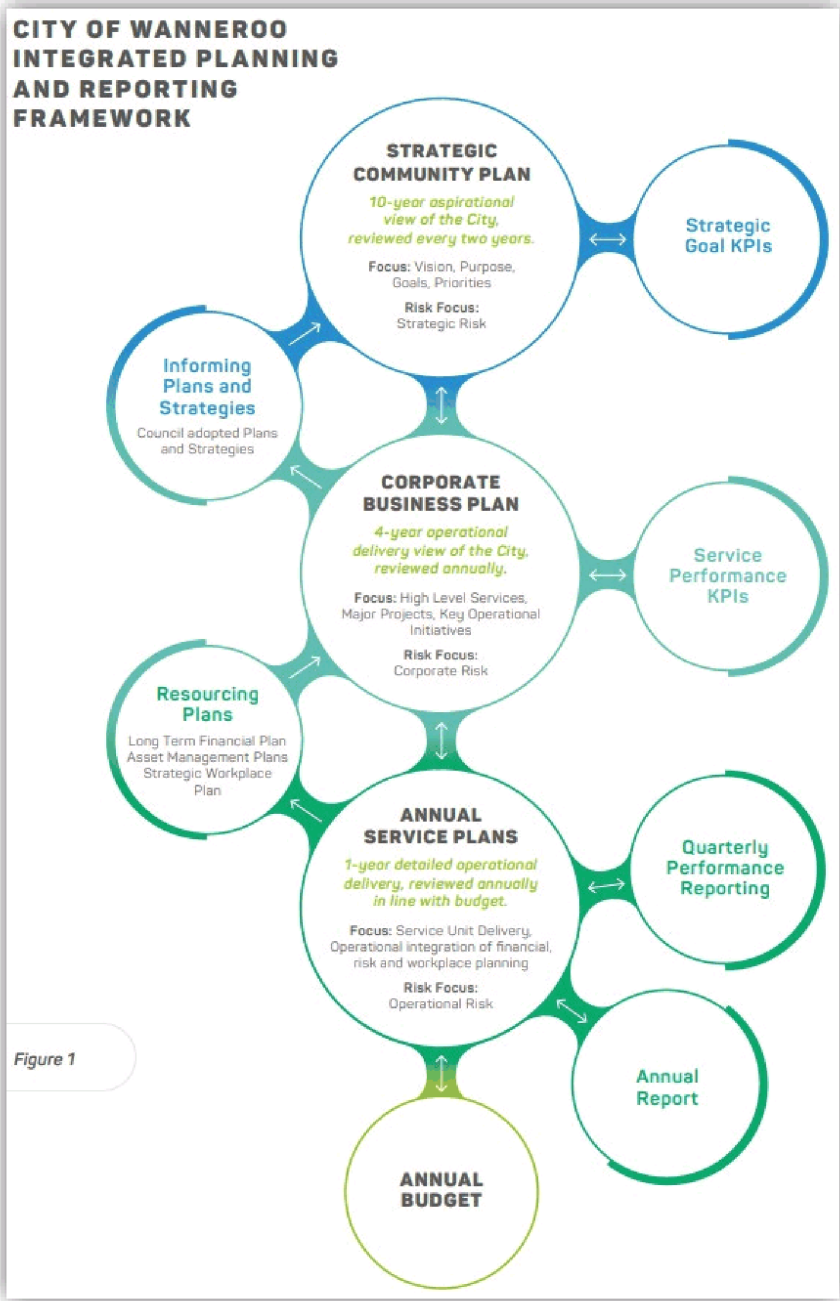 CITY OF WANNEROO
INTEGRATED PLANNING
AND REPORTING
FRAMEWORK
STRATEGIC
COMMUNITY PLAN
10-year aspirational
view of the City,
reviewed every two years.
Focus: Vision, Purpose,
Goals, Priorities
Risk Focus:
Strategic Risk
Strategic
Goal KPIs
Informing
Plans and
Strategies
Council adopted Plans
and Strategies
CORPORATE
BUSINESS PLAN
4-year operational
delivery view of the City,
reviewed annually.
Focus: High Level Services,
Major Projects, Key Operational
Initiatives
Risk Focus:
Corporate Risk
Service
Performance
KPIs
Resourcing
Plans
Long Term Financial Plan
Asset Management Plans
Strategic Workplace
Plan
ANNUAL
SERVICE PLANS
1-year detailed operational
delivery, reviewed annually
in line with budget.
Focus: Service Unit Delivery,
Operational integration of financial,
risk and workplace planning
Risk Focus:
Operational Risk
Quarterly
Performance
Reporting
Annual
Report
Figure 1
ANNUAL
BUDGET